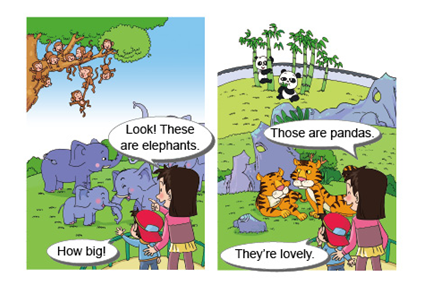 Look! These
are elephants.
How big!
Those are pandas.
They're lovely.